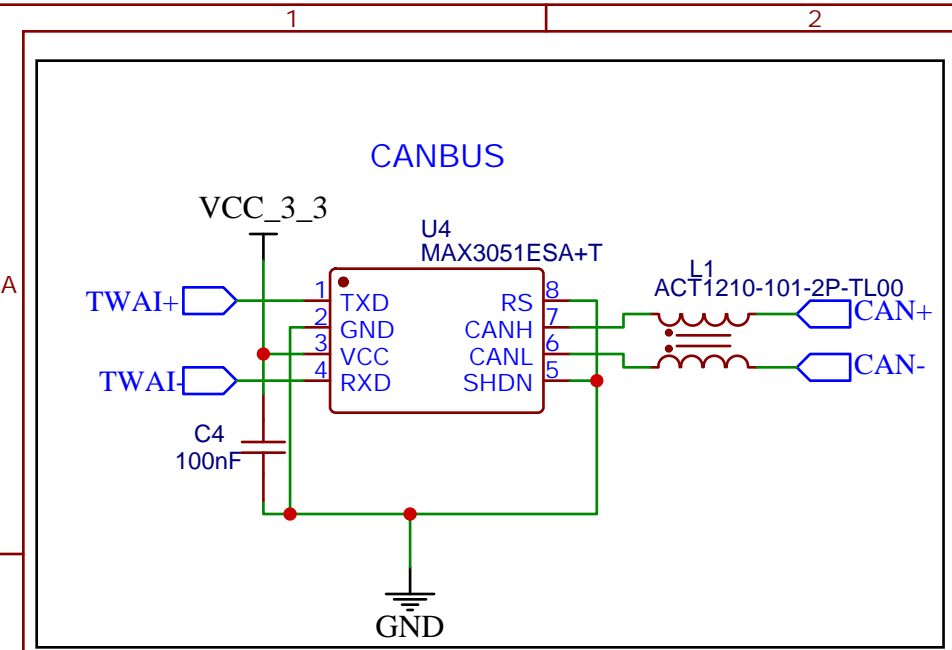 1
2
A
CANBUS
VCC_3_3
U4
MAX3051ESA+T
L1
ACT1210-101-2P-TL00
TWAI+
1
TXD
RS
8
CAN+
2
GND
CANH
7
3
VCC
CANL
6
TWAI-
4
RXD
SHDN
5
CAN-
C4
100nF
GND